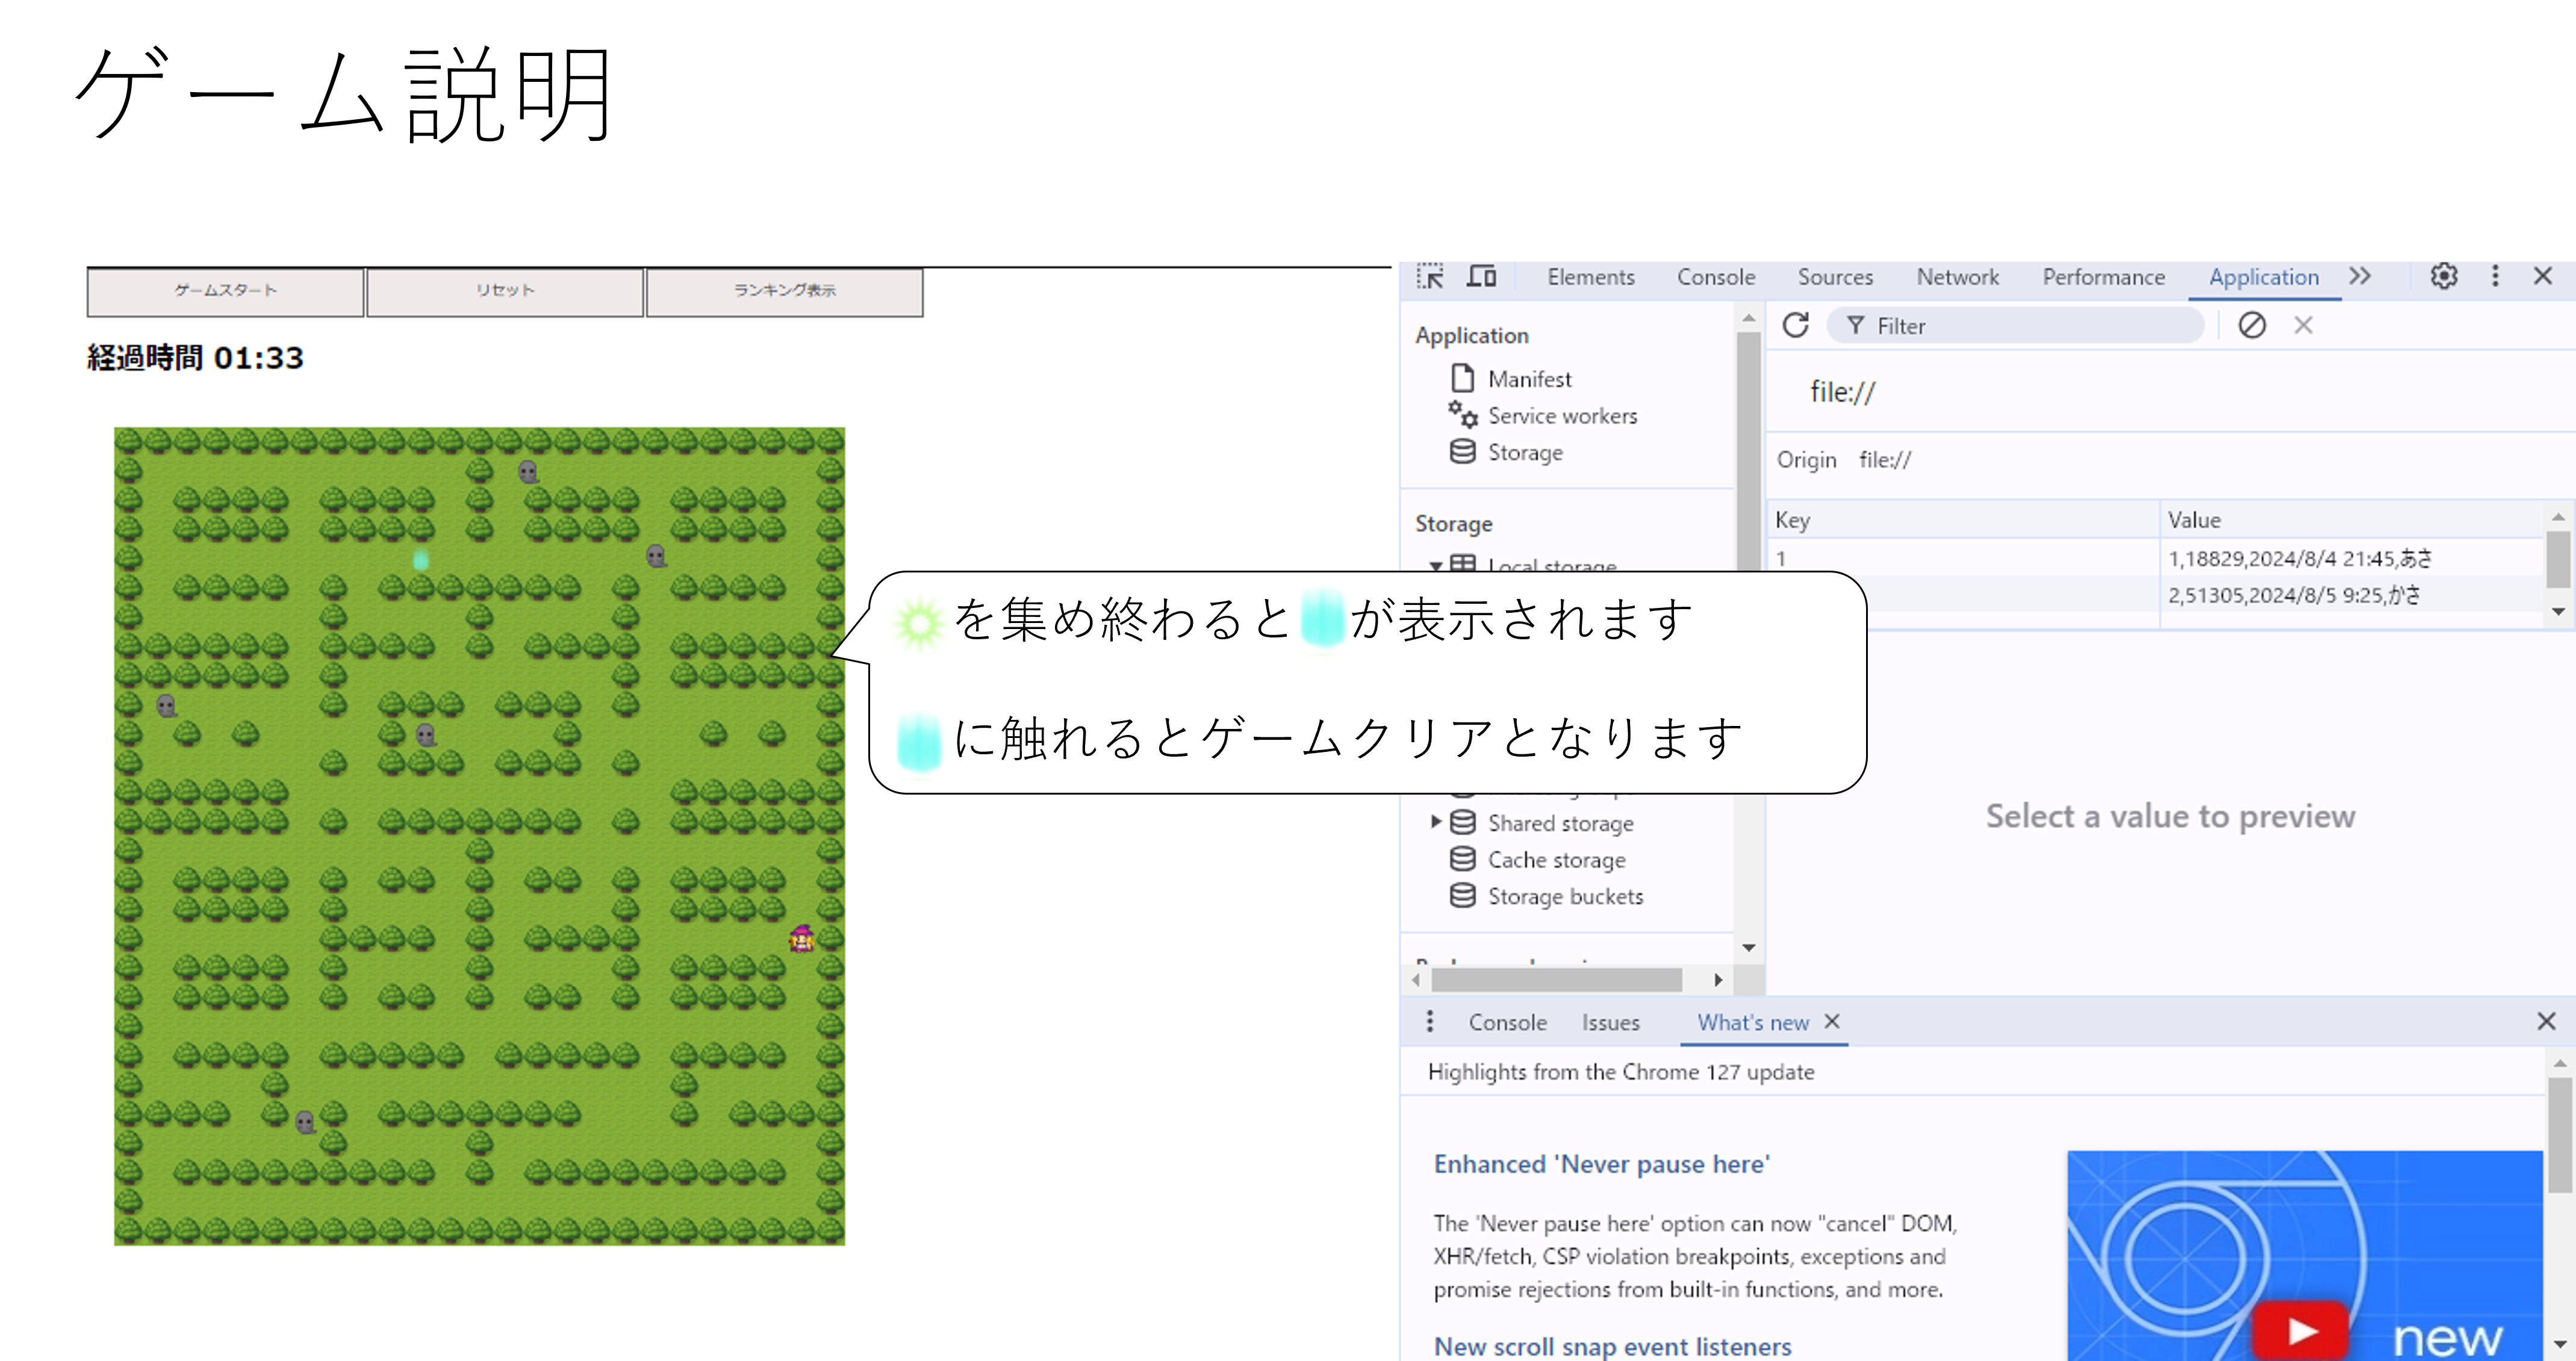 ゲーム説明
ゲームスタート
リセット
ランキング表示
経過時間 01:33
を集め終わると が表示されます
に触れるとゲームクリアとなります
Elements Console Sources Network Performance Application
Application
Manifest
Service workers
Storage
Storage
Local storage
Shared storage
Cache storage
Storage buckets
Filter
file://
Origin file://
Key Value
1 1,18829,2024/8/4 21:45,あさ
2,51305,2024/8/5 9:25,かさ
Select a value to preview
Console Issues What's new
Highlights from the Chrome 127 update
Enhanced 'Never pause here'
The 'Never pause here' option can now "cancel" DOM,
XHR/fetch, CSP violation breakpoints, exceptions and
promise rejections from built-in functions, and more.
New scroll snap event listeners
new